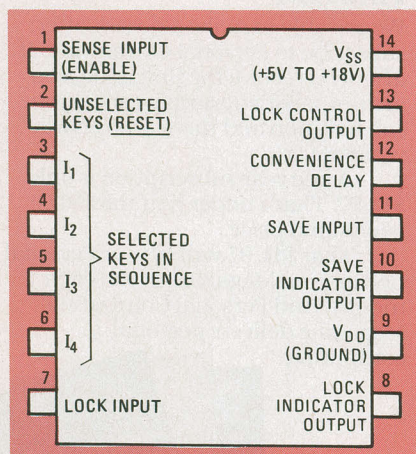 1
SENSE INPUT
(ENABLE)
2
UNSELECTED
KEYS (RESET)
3
I1
4
I2
5
I3
6
I4
SELECTED
KEYS IN
SEQUENCE
7
LOCK INPUT
14
VSS
(+5V TO +18V)
13
LOCK CONTROL
OUTPUT
12
CONVENIENCE
DELAY
11
SAVE INPUT
10
SAVE
INDICATOR
OUTPUT
9
VDD
(GROUND)
8
LOCK
INDICATOR
OUTPUT